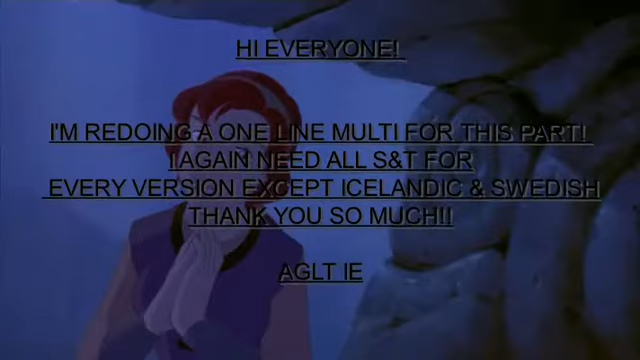 HI EVERYONE!
I'M REDOING A ONE LINE MULTI FOR THIS PART!
I AGAIN NEED ALL S&T FOR
EVERY VERSION EXCEPT ICELANDIC & SWEDISH
THANK YOU SO MUCH!!
AGLT IE